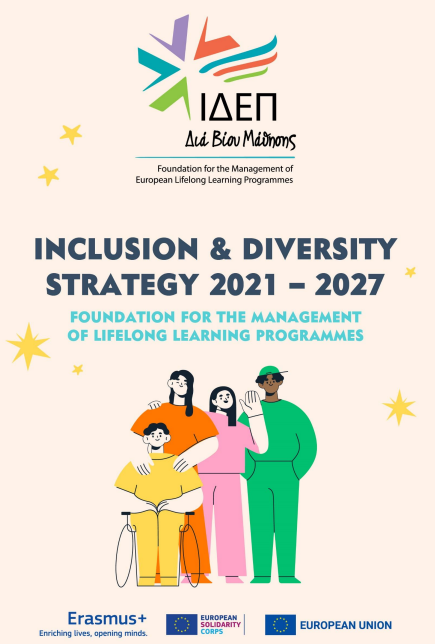 ΙΔΕΠ
Διά Βίου Μάθησης
Foundation for the Management of
European Lifelong Learning Programmes
INCLUSION & DIVERSITY
STRATEGY 2021 – 2027
FOUNDATION FOR THE MANAGEMENT
OF LIFELONG LEARNING PROGRAMMES
Erasmus+
Enriching lives, opening minds.
EUROPEAN
SOLIDARITY
CORPS
EUROPEAN UNION